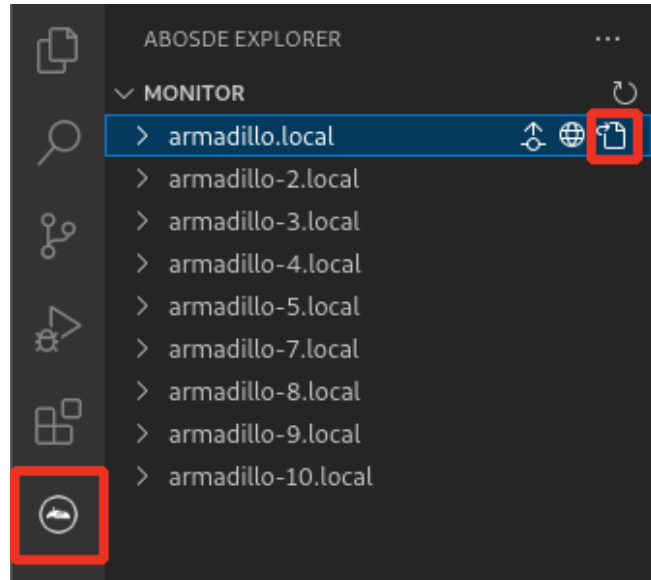 ABOSDE EXPLORER
MONITOR
armadillo.local
armadillo-2.local
armadillo-3.local
armadillo-4.local
armadillo-5.local
armadillo-7.local
armadillo-8.local
armadillo-9.local
armadillo-10.local